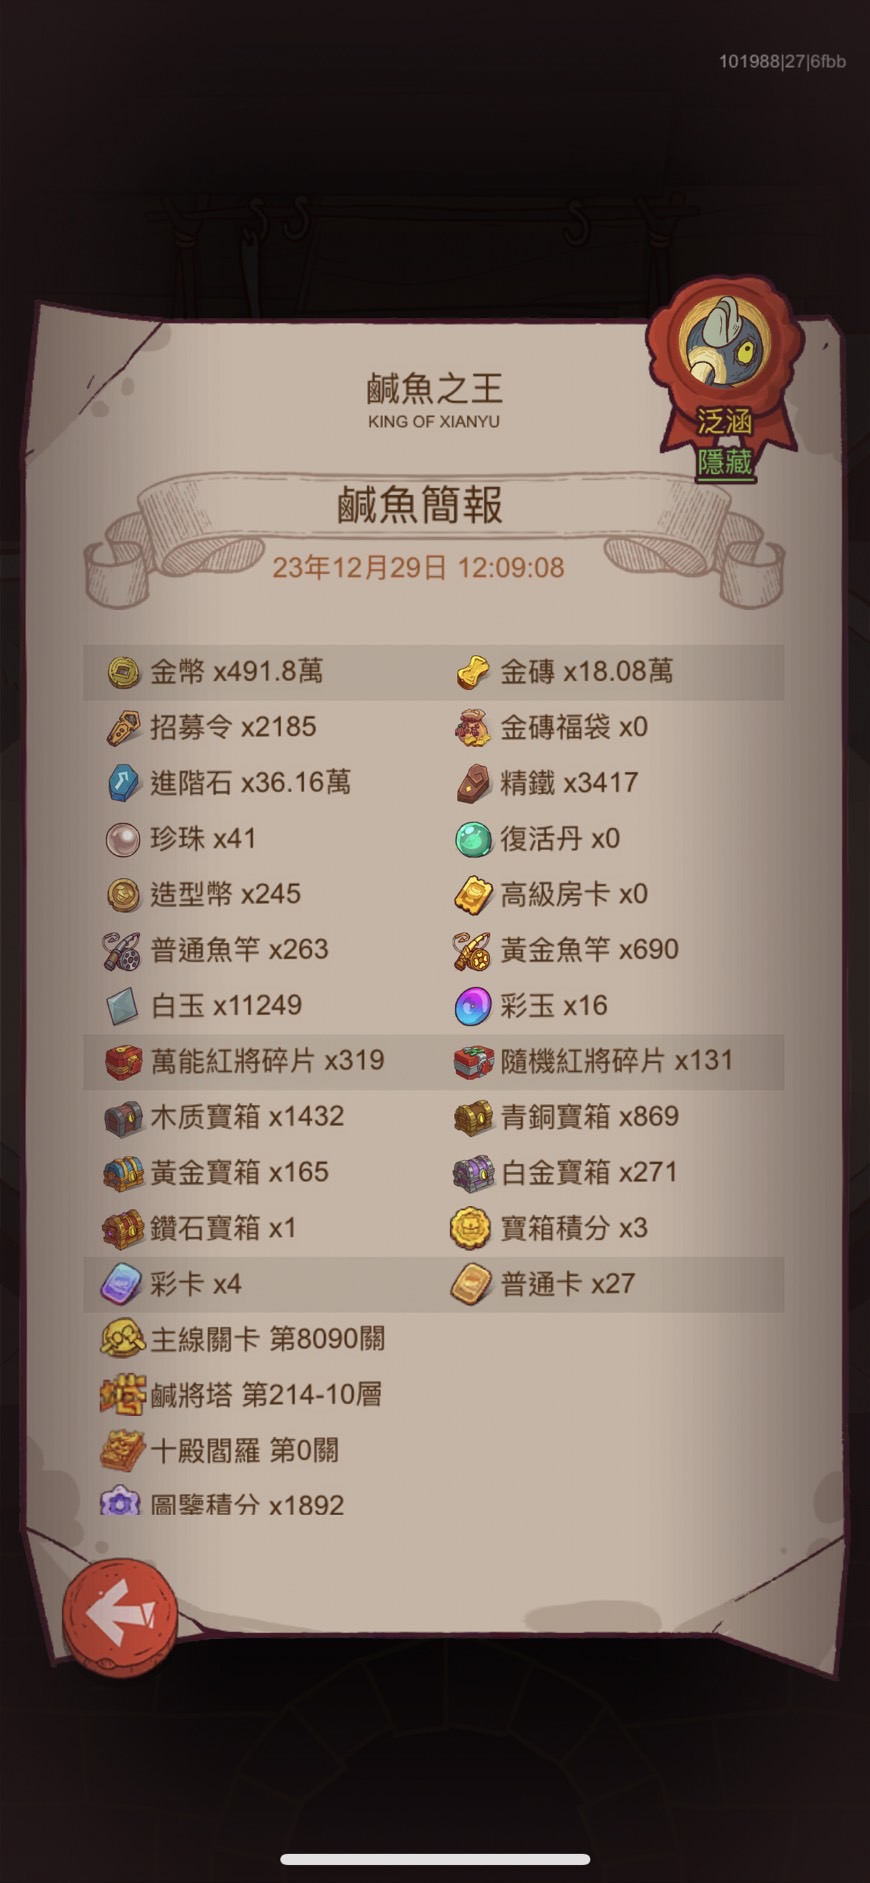 101988|27|6fbb
鹹魚之王
KING OF XIANYU
泛涵
隱藏
鹹魚簡報
23年12月29日 12:09:08
金幣 x491.8萬
金磚 x18.08萬
招募令 x2185
金磚福袋 x0
進階石 x36.16萬
精鐵 x3417
珍珠 x41
復活丹 x0
造型幣 x245
高級房卡 x0
普通魚竿 x263
黃金魚竿 x690
白玉 x11249
彩玉 x16
萬能紅將碎片 x319
隨機紅將碎片 x131
木质寶箱 x1432
青銅寶箱 x869
黃金寶箱 x165
白金寶箱 x271
鑽石寶箱 x1
寶箱積分 x3
彩卡 x4
普通卡 x27
主線關卡 第8090關
鹹將塔 第214-10層
十殿閻羅 第0關
圖鑒積分 x1892